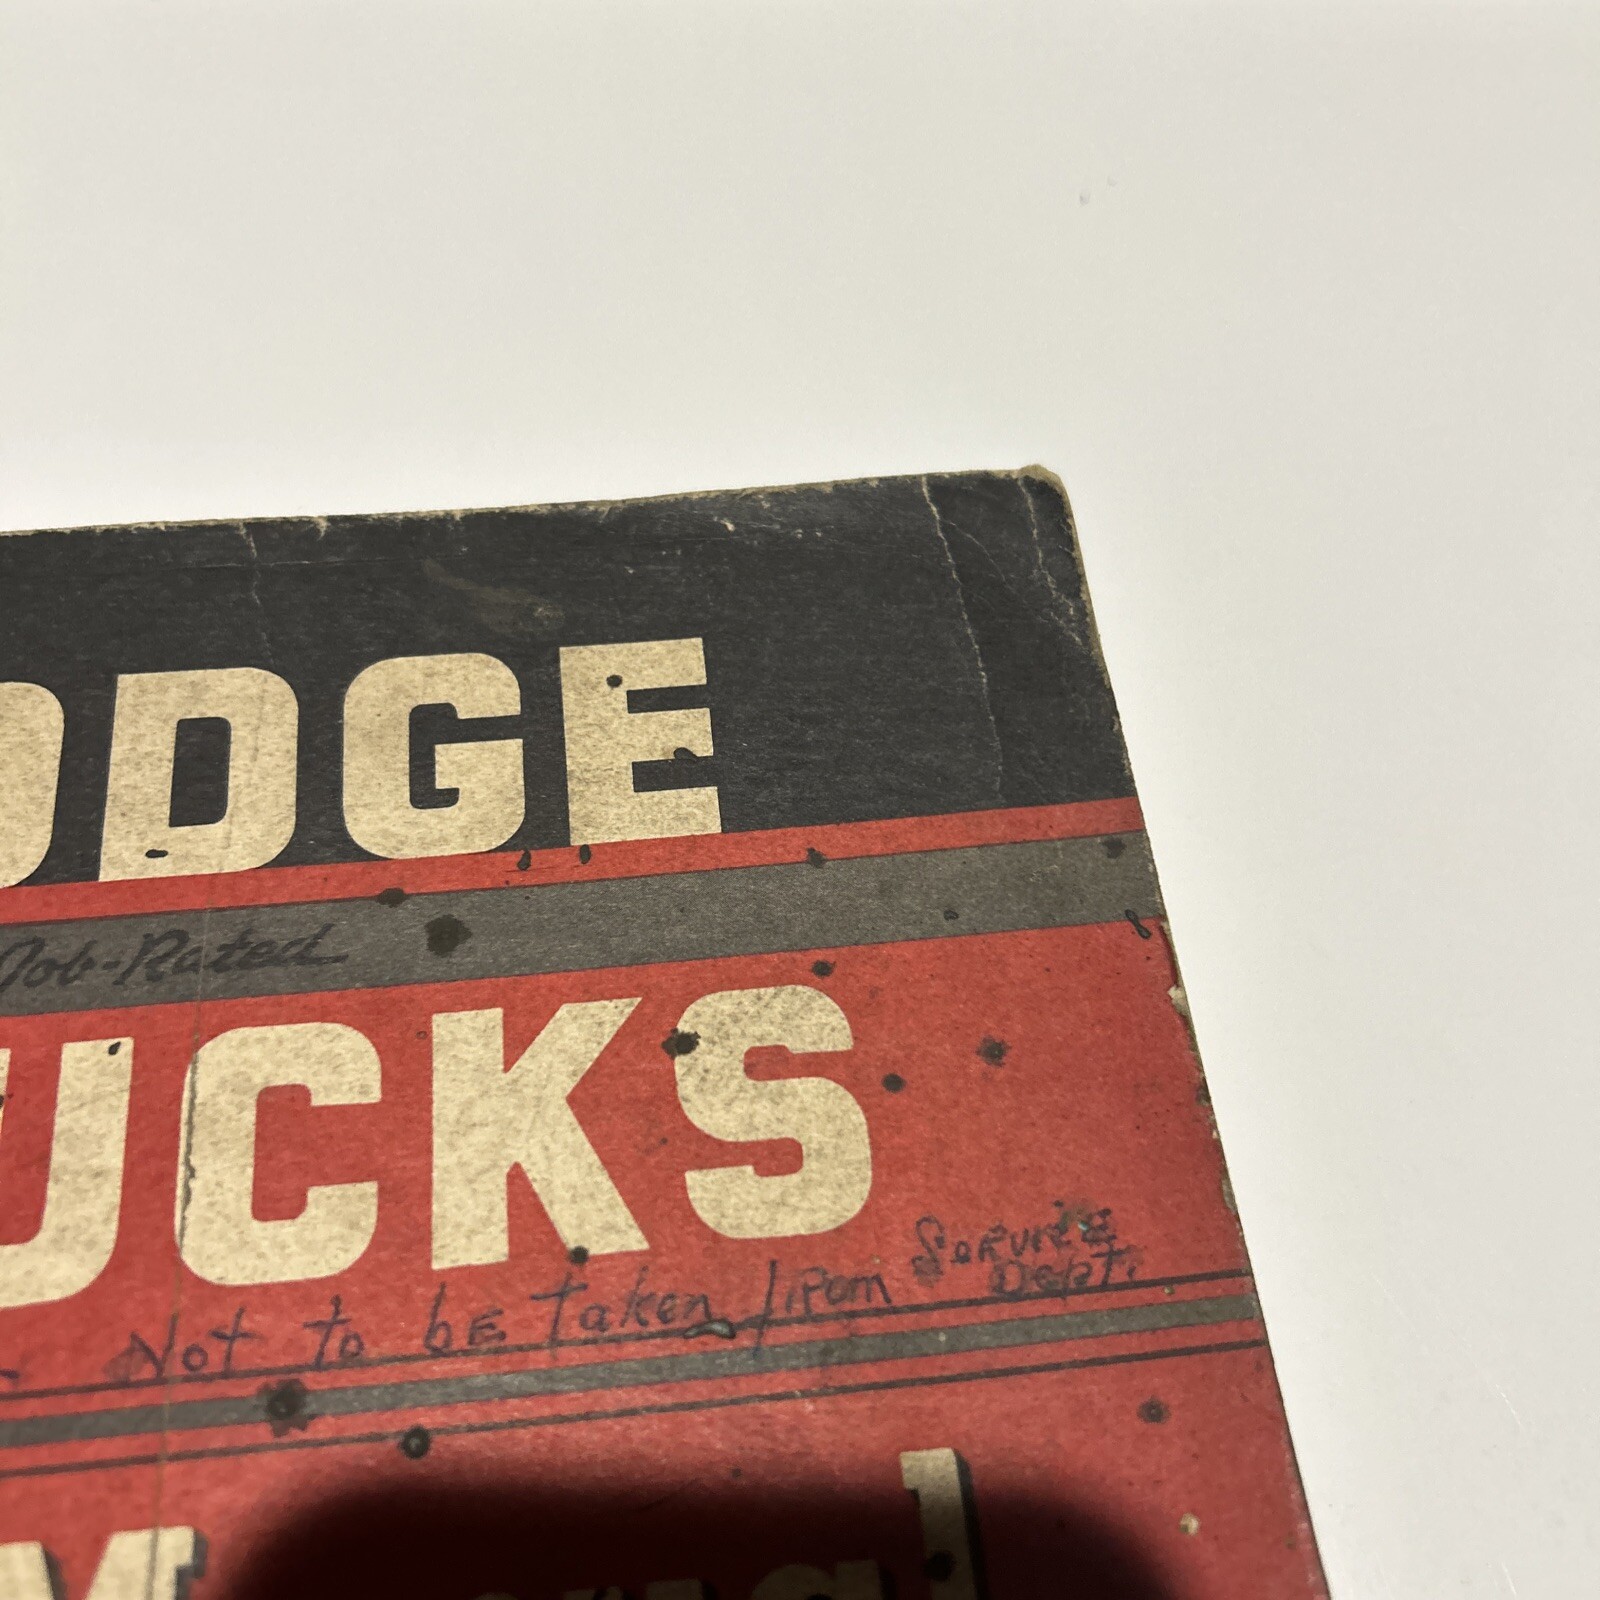 ODGE
Job-Rated
UCKS
Not to bE Taken from SERVICE
Dept.
M